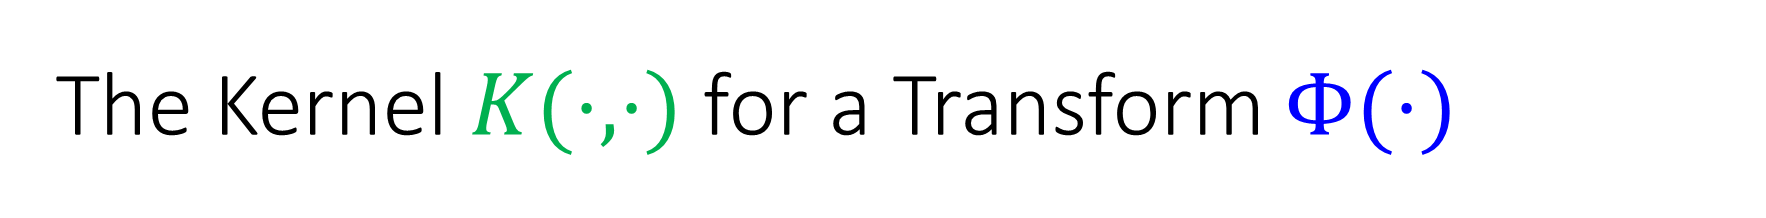 The Kernel K(·,·) for a Transform Φ(·)